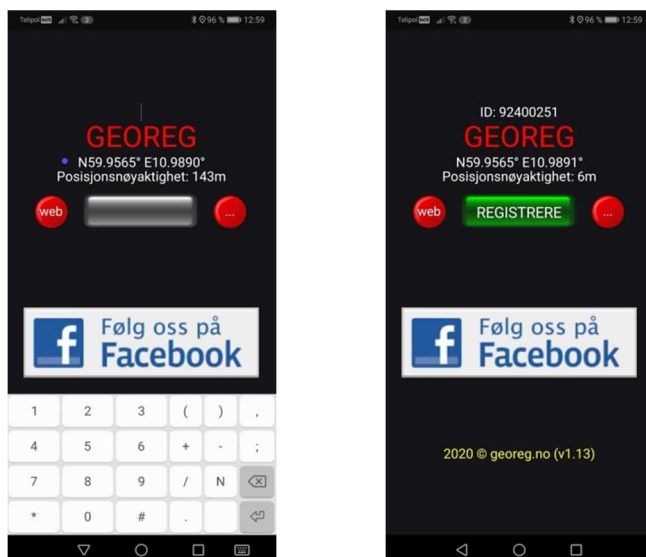 Telipol (2) 96 % 12:59
GEOREG
N59.9565° E10.9890°
Posisjonsnøyaktighet: 143m
web
...
f Følg oss på
Facebook
1 2 3 ( ) ,
4 5 6 + - ;
7 8 9 / N
* 0 # .
Telipol (2) 96 % 12:59
ID: 92400251
GEOREG
N59.9565° E10.9891°
Posisjonsnøyaktighet: 6m
web REGISTRERE ...
f Følg oss på
Facebook
2020 © georeg.no (v1.13)